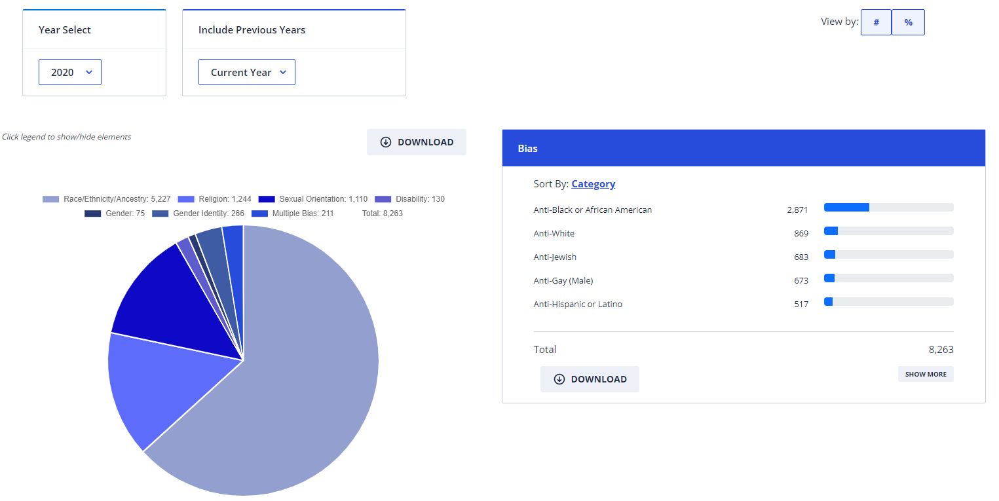 Year Select
2020
Include Previous Years
Current Year
View by: # %
Click legend to show/hide elements
DOWNLOAD
Race/Ethnicity/Ancestry: 5,227 Religion: 1,244 Sexual Orientation: 1,110 Disability: 130
Gender: 75 Gender Identity: 266 Multiple Bias: 211 Total: 8,263
Bias
Sort By: Category
Anti-Black or African American 2,871
Anti-White 869
Anti-Jewish 683
Anti-Gay (Male) 673
Anti-Hispanic or Latino 517
Total 8,263
DOWNLOAD
SHOW MORE